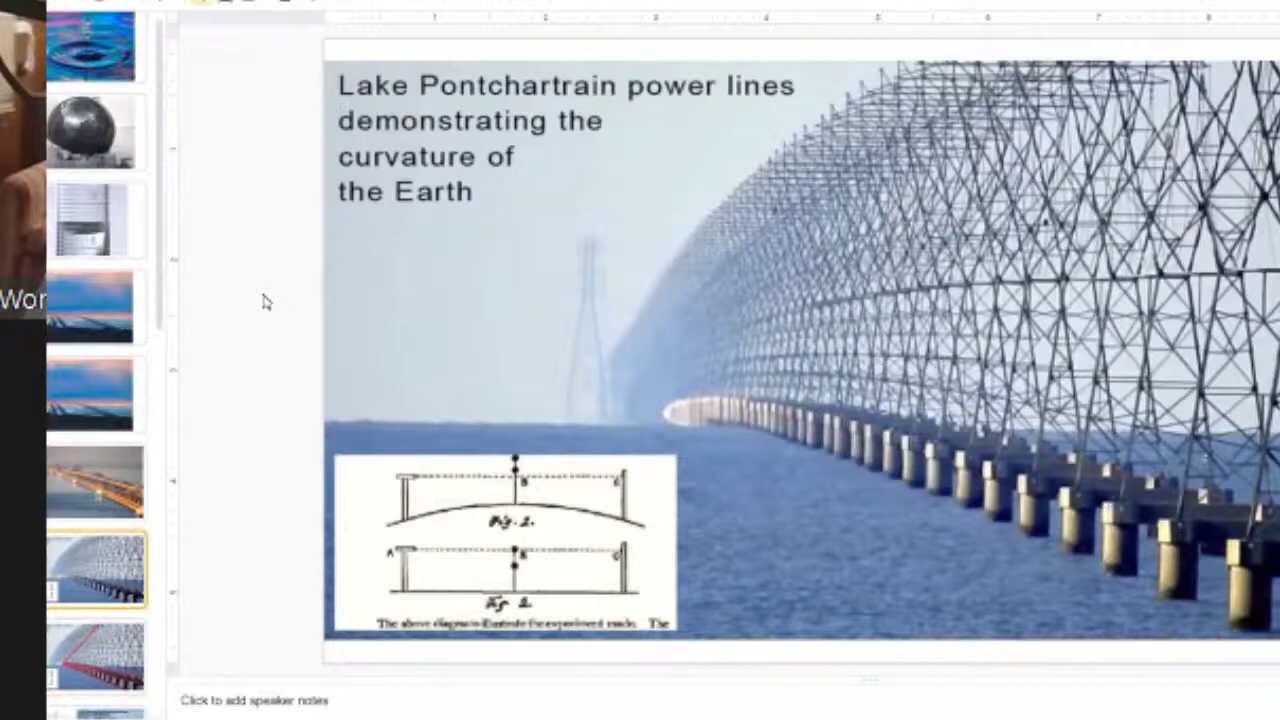 Lake Pontchartrain power lines
demonstrating the
curvature of
the Earth
Wor
B
Fig. 1.
A
B
C
Fig 2.
The above diagrams illustrate the experiment made. The
Click to add speaker notes